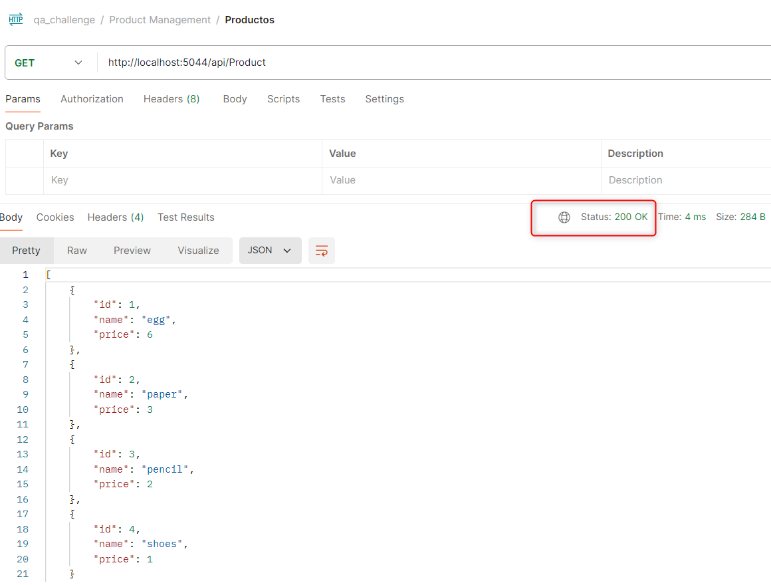 HTTP qa_challenge / Product Management / Productos
GET http://localhost:5044/api/Product
Params Authorization Headers (8) Body Scripts Tests Settings
Query Params
Key Value Description
Key Value Description
Body Cookies Headers (4) Test Results Status: 200 OK Time: 4 ms Size: 284 B
Pretty Raw Preview Visualize JSON
1 [
2 {
3 "id": 1,
4 "name": "egg",
5 "price": 6
6 },
7 {
8 "id": 2,
9 "name": "paper",
10 "price": 3
11 },
12 {
13 "id": 3,
14 "name": "pencil",
15 "price": 2
16 },
17 {
18 "id": 4,
19 "name": "shoes",
20 "price": 1
21 }